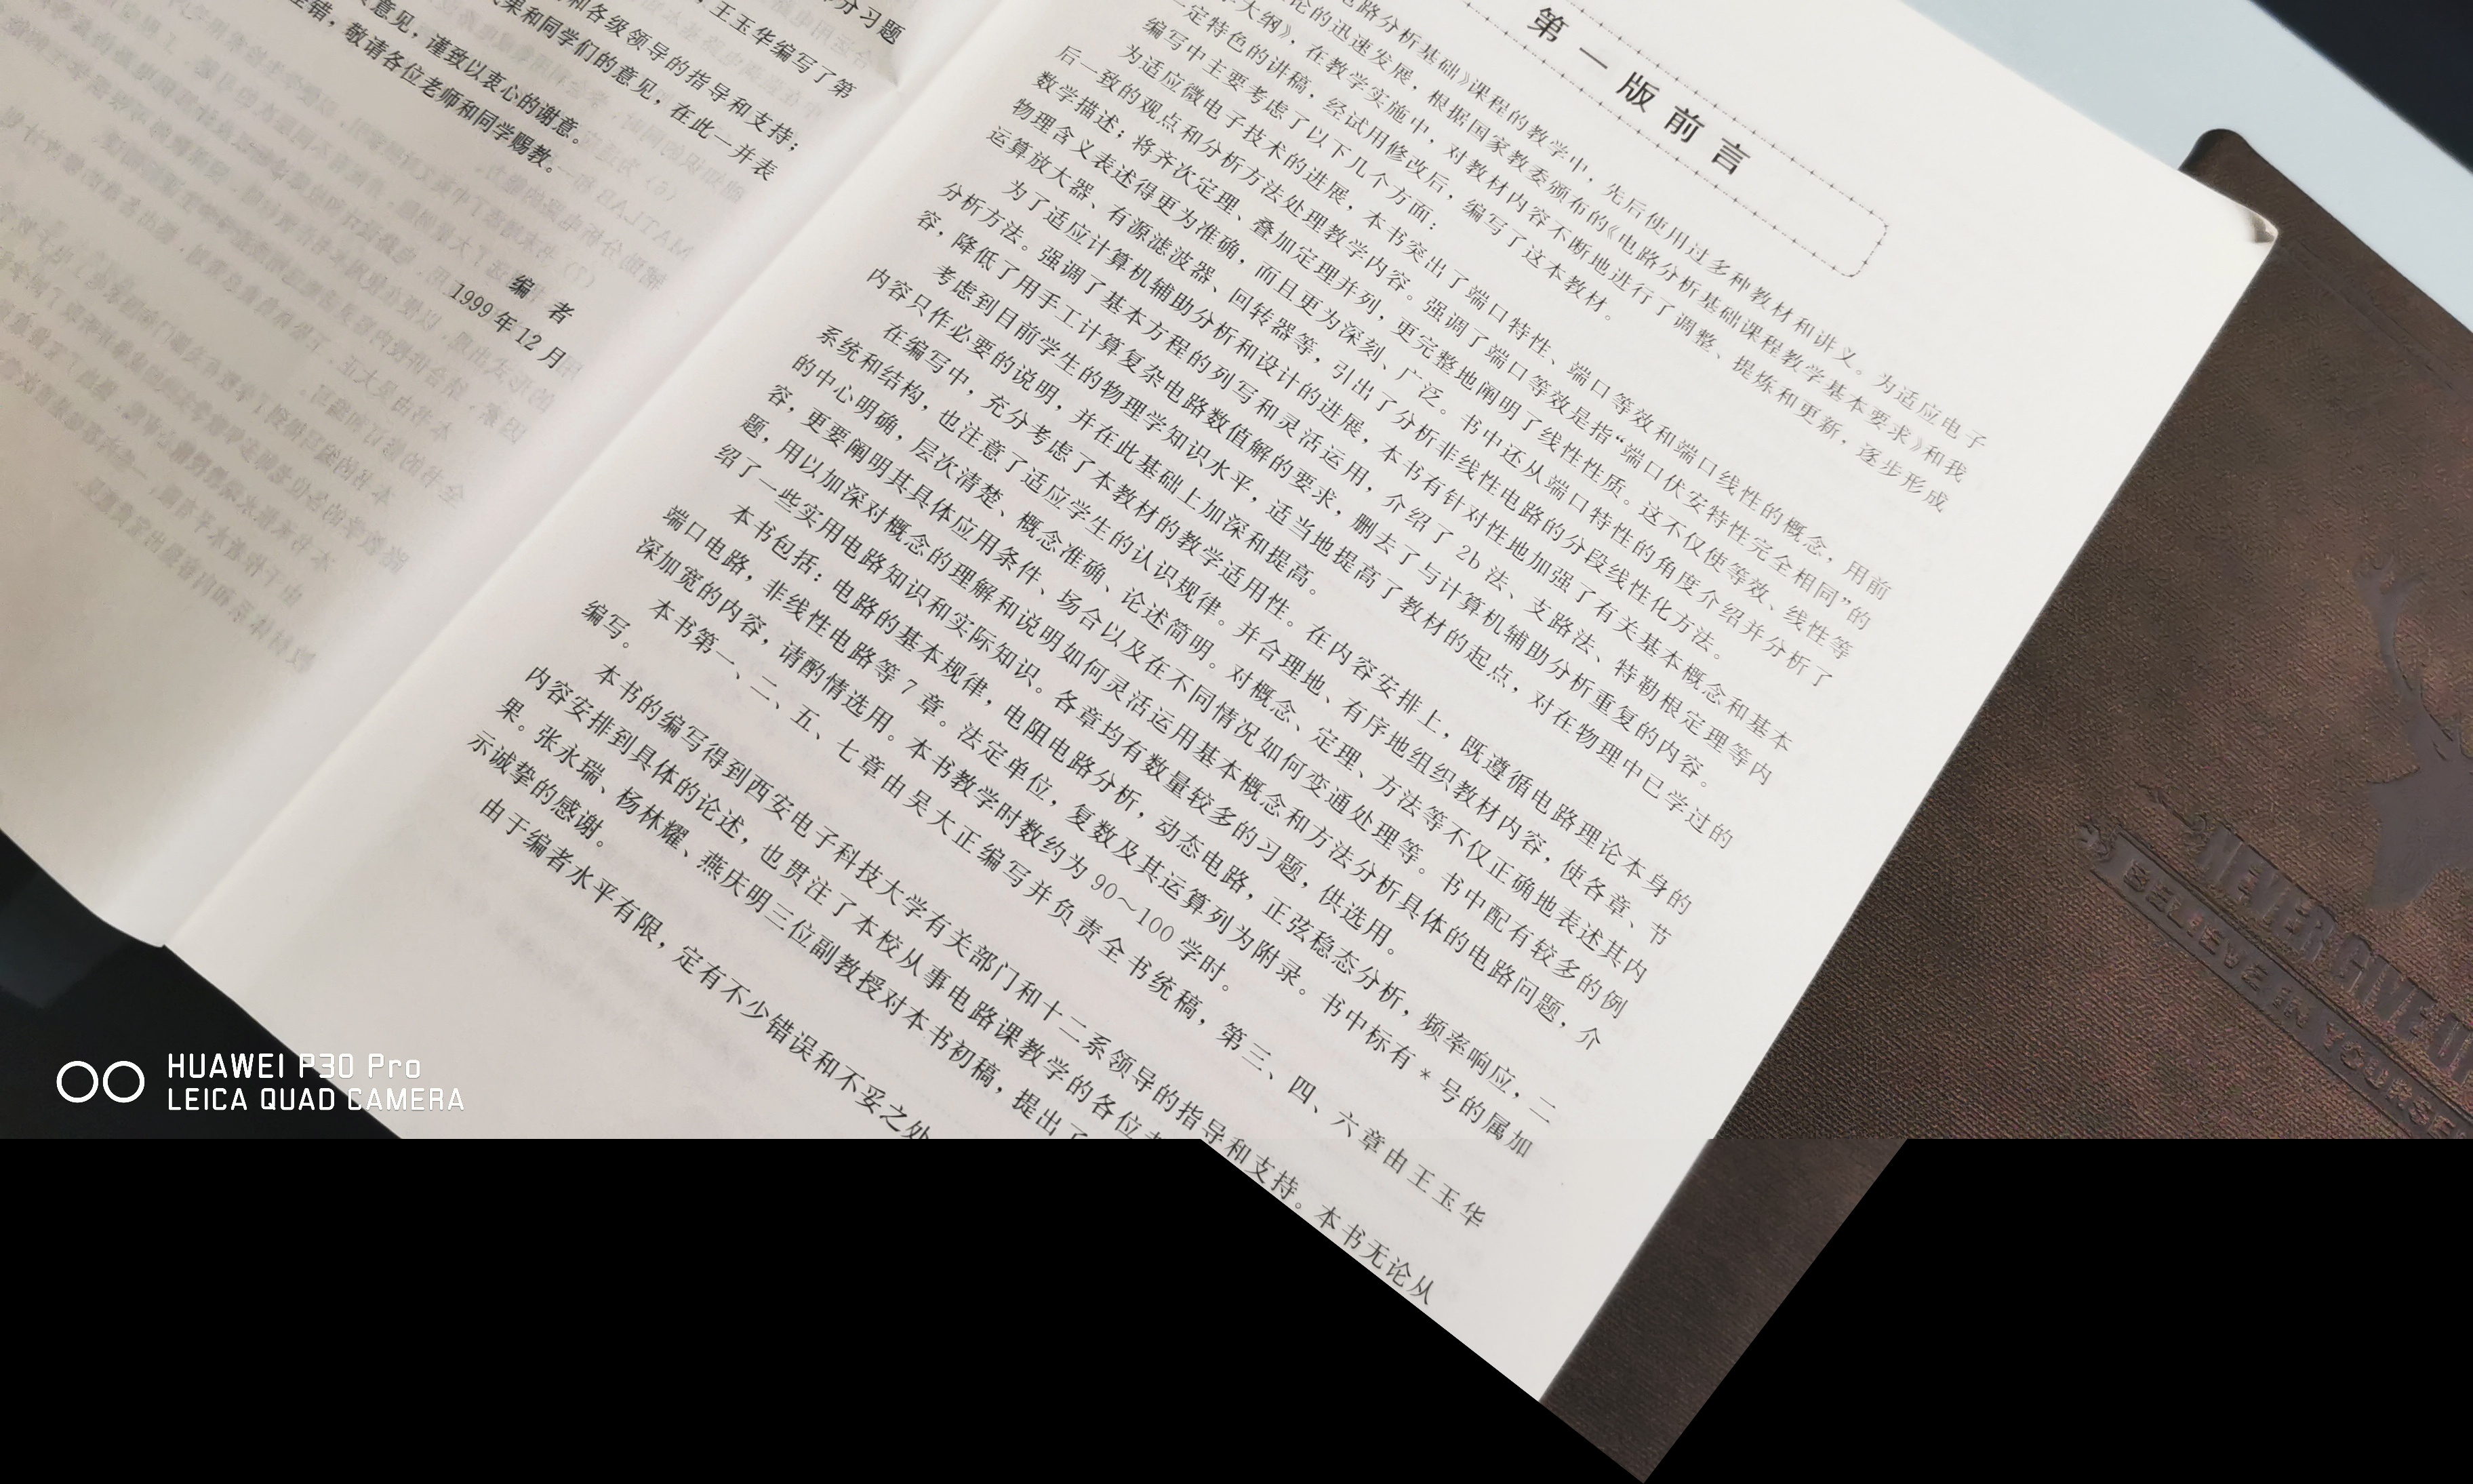 分习题
，王玉华编写了第
和各级领导的指导和支持；
果和同学们的意见，在此一并表
意见，谨致以衷心的谢意。
错，敬请各位老师和同学赐教。
编 者
1999年12月
第一版前言
路分析基础》课程的教学中，先后使用过多种教材和讲义。为适应电子
论的迅速发展，根据国家教委颁布的《电路分析基础课程教学基本要求》和我
大纲》，在教学实施中，对教材内容不断地进行了调整、提炼和更新，逐步形成
一定特色的讲稿，经试用修改后，编写了这本教材。
编写中主要考虑了以下几个方面：
为适应微电子技术的进展，本书突出了端口特性、端口等效和端口线性的概念，用前
后一致的观点和分析方法处理教学内容。强调了端口等效是指“端口伏安特性完全相同”的
数学描述；将齐次定理、叠加定理并列，更完整地阐明了线性性质。这不仅使等效、线性等
物理含义表述得更为准确，而且更为深刻、广泛。书中还从端口特性的角度介绍并分析了
运算放大器、有源滤波器、回转器等，引出了分析非线性电路的分段线性化方法。
为了适应计算机辅助分析和设计的进展，本书有针对性地加强了有关基本概念和基本
分析方法。强调了基本方程的列写和灵活运用，介绍了 2b 法、支路法、特勒根定理等内
容，降低了用手工计算复杂电路数值解的要求，删去了与计算机辅助分析重复的内容。
考虑到目前学生的物理学知识水平，适当地提高了教材的起点，对在物理中已学过的
内容只作必要的说明，并在此基础上加深和提高。
在编写中，充分考虑了本教材的教学适用性。在内容安排上，既遵循电路理论本身的
系统和结构，也注意了适应学生的认识规律。并合理地、有序地组织教材内容，使各章、节
的中心明确，层次清楚、概念准确、论述简明。对概念、定理、方法等不仅正确地表述其内
容，更要阐明其具体应用条件、场合以及在不同情况如何变通处理等。书中配有较多的例
题，用以加深对概念的理解和说明如何灵活运用基本概念和方法分析具体的电路问题，介
绍了一些实用电路知识和实际知识。各章均有数量较多的习题，供选用。
本书包括：电路的基本规律，电阻电路分析，动态电路，正弦稳态分析，频率响应，二
端口电路，非线性电路等 7 章。法定单位，复数及其运算列为附录。书中标有 * 号的属加
深加宽的内容，请酌情选用。本书教学时数约为 90～100 学时。
本书第一、二、五、七章由吴大正编写并负责全书统稿，第三、四、六章由王玉华
编写。
本书的编写得到西安电子科技大学有关部门和十二系领导的指导和支持。本书无论从
内容安排到具体的论述，也贯注了本校从事电路课教学的各位
果。张永瑞、杨林耀、燕庆明三位副教授对本书初稿，提出了
示诚挚的感谢。
由于编者水平有限，定有不少错误和不妥之处
NEVER GIVE U
BELIEVE IN YOURSE
HUAWEI P30 Pro
LEICA QUAD CAMERA